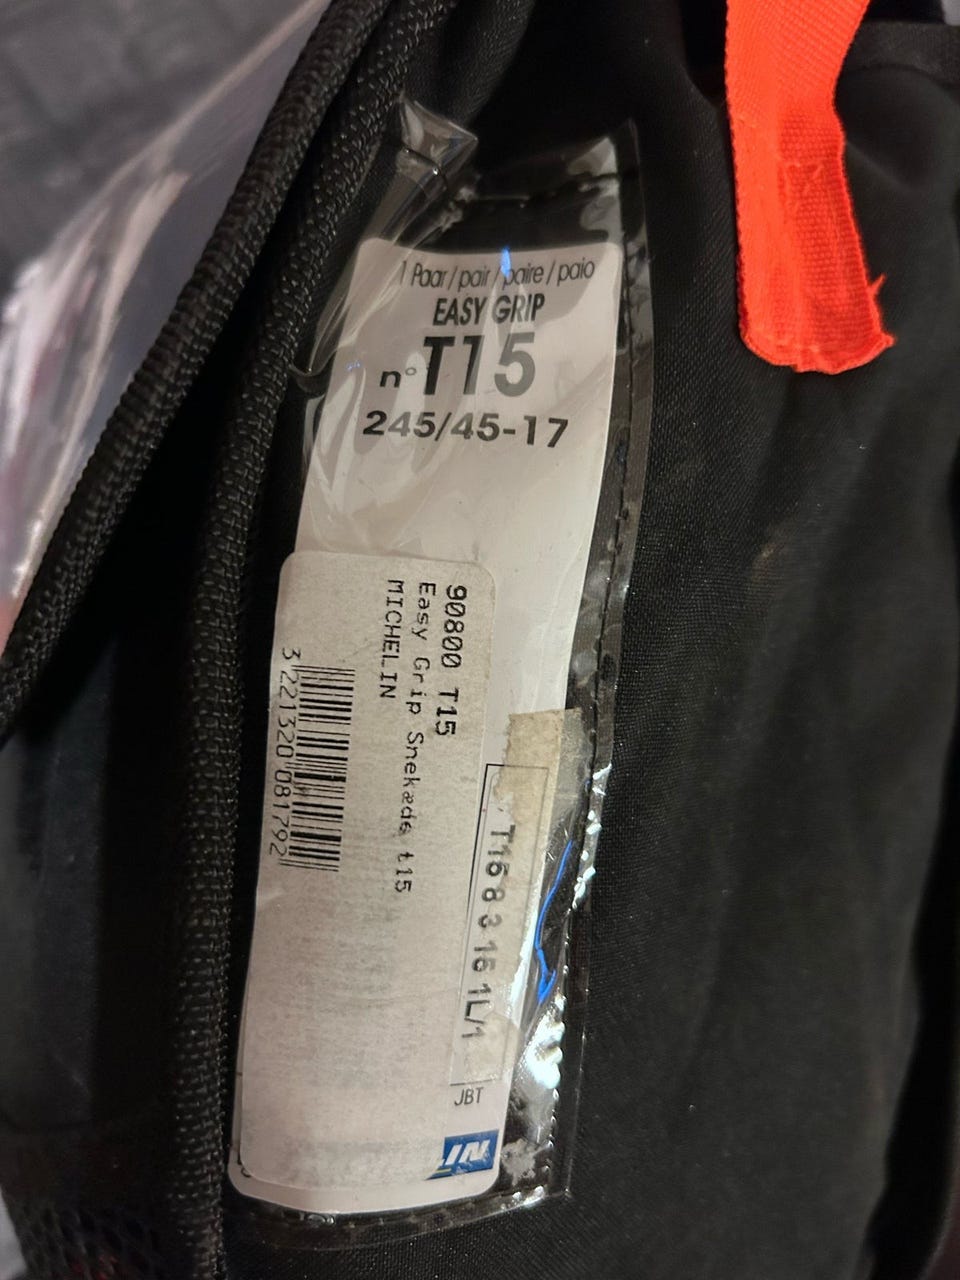 1 Paar / pair / paire / paio
EASY GRIP
n° T15
245/45-17
90800 T15
Easy Grip Snekæde t15
MICHELIN
3 221320 081792
T16 8 3 16 1L/1
JBT